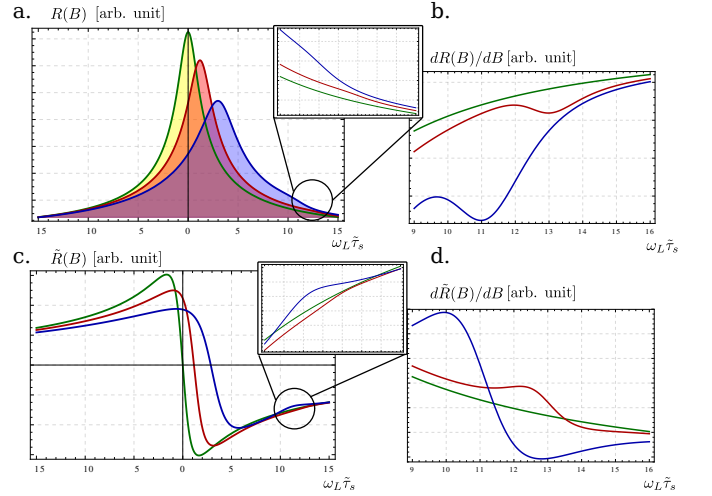 a.
R(B) [arb. unit]
15 10 5 0 5 10 15
ω_L τ̃_s
b.
dR(B)/dB [arb. unit]
9 10 11 12 13 14 15 16
ω_L τ̃_s
c.
R̃(B) [arb. unit]
15 10 5 0 5 10 15
ω_L τ̃_s
d.
dR̃(B)/dB [arb. unit]
9 10 11 12 13 14 15 16
ω_L τ̃_s